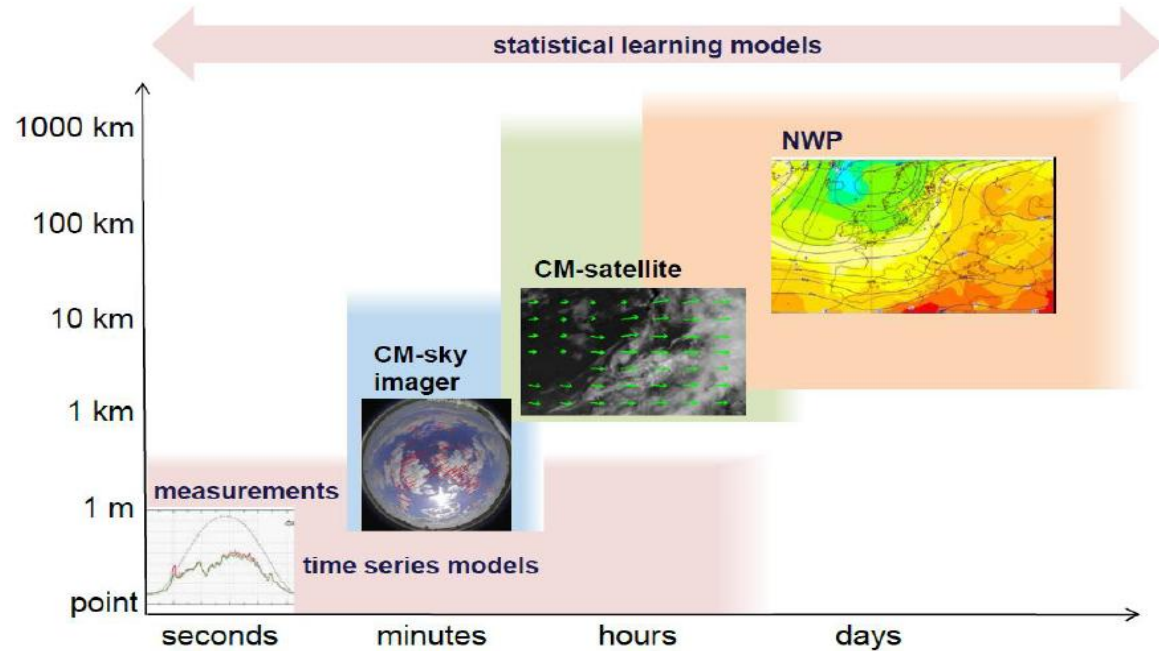 statistical learning models
1000 km
NWP
100 km
CM-satellite
10 km
CM-sky
imager
1 km
measurements
1 m
time series models
point
seconds minutes hours days